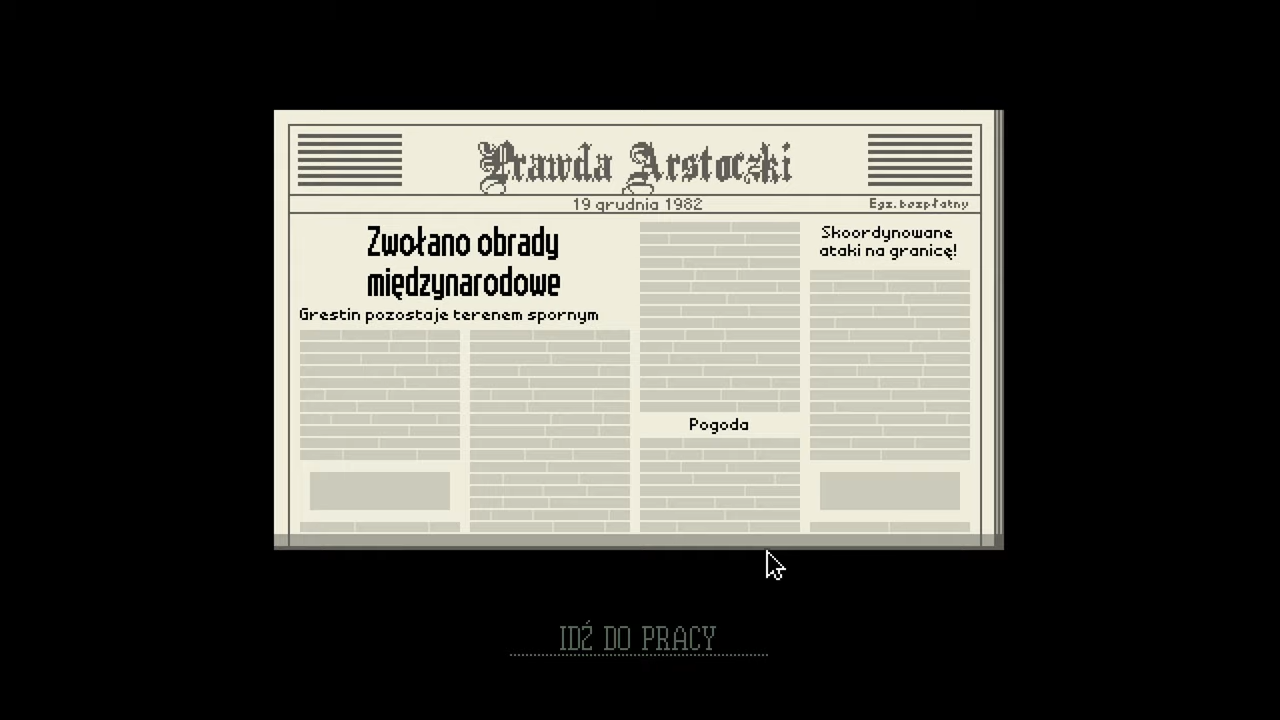 Prawda Arstoczki
19 grudnia 1982
Egz. bezpłatny
Zwołano obrady
międzynarodowe
Grestin pozostaje terenem spornym
Pogoda
Skoordynowane
ataki na granicę!
IDŹ DO PRACY